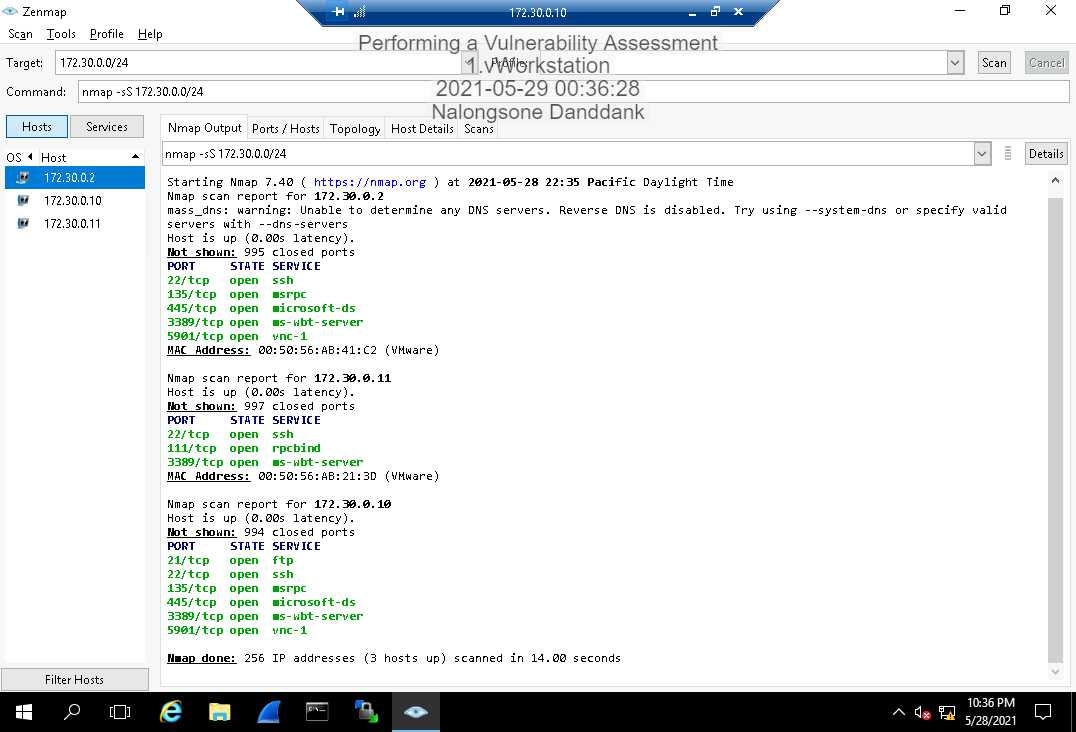 Zenmap
172.30.0.10
Scan Tools Profile Help
Performing a Vulnerability Assessment
1. vWorkstation
2021-05-29 00:36:28
Nalongsone Danddank
Target: 172.30.0.0/24 Profile: Scan Cancel
Command: nmap -sS 172.30.0.0/24
Hosts Services
Nmap Output Ports / Hosts Topology Host Details Scans
OS Host
172.30.0.2
172.30.0.10
172.30.0.11
Filter Hosts
nmap -sS 172.30.0.0/24 Details
Starting Nmap 7.40 ( https://nmap.org ) at 2021-05-28 22:35 Pacific Daylight Time
Nmap scan report for 172.30.0.2
mass_dns: warning: Unable to determine any DNS servers. Reverse DNS is disabled. Try using --system-dns or specify valid
servers with --dns-servers
Host is up (0.00s latency).
Not shown: 995 closed ports
PORT STATE SERVICE
22/tcp open ssh
135/tcp open msrpc
445/tcp open microsoft-ds
3389/tcp open ms-wbt-server
5901/tcp open vnc-1
MAC Address: 00:50:56:AB:41:C2 (VMware)
Nmap scan report for 172.30.0.11
Host is up (0.00s latency).
Not shown: 997 closed ports
PORT STATE SERVICE
22/tcp open ssh
111/tcp open rpcbind
3389/tcp open ms-wbt-server
MAC Address: 00:50:56:AB:21:3D (VMware)
Nmap scan report for 172.30.0.10
Host is up (0.00s latency).
Not shown: 994 closed ports
PORT STATE SERVICE
21/tcp open ftp
22/tcp open ssh
135/tcp open msrpc
445/tcp open microsoft-ds
3389/tcp open ms-wbt-server
5901/tcp open vnc-1
Nmap done: 256 IP addresses (3 hosts up) scanned in 14.00 seconds
10:36 PM
5/28/2021